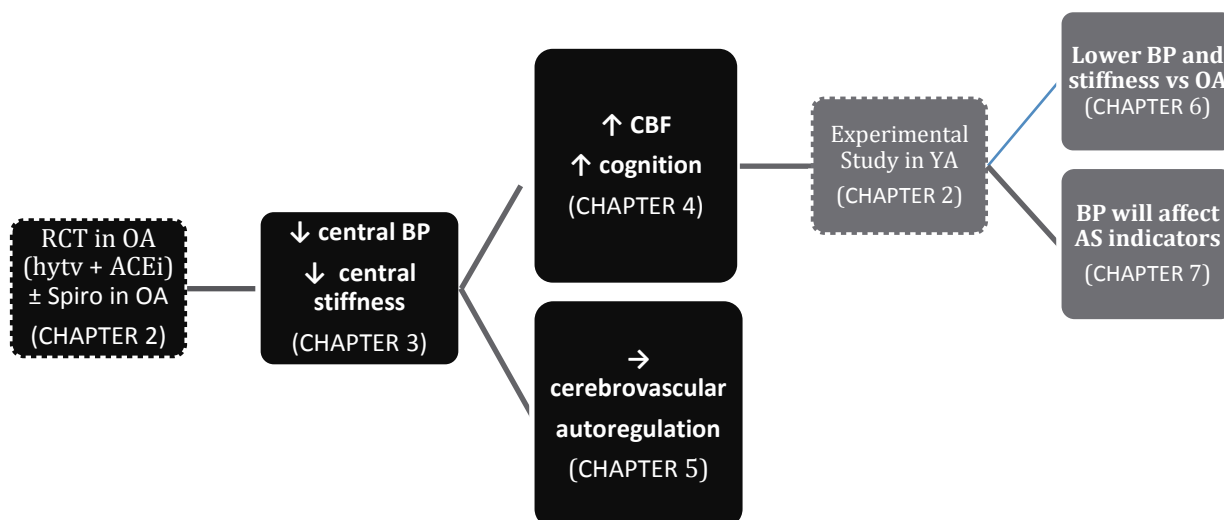 RCT in OA
(hytv + ACEi)
± Spiro in OA
(CHAPTER 2)
↓ central BP
↓ central
stiffness
(CHAPTER 3)
↑ CBF
↑ cognition
(CHAPTER 4)
→
cerebrovascular
autoregulation
(CHAPTER 5)
Experimental
Study in YA
(CHAPTER 2)
Lower BP and
stiffness vs OA
(CHAPTER 6)
BP will affect
AS indicators
(CHAPTER 7)